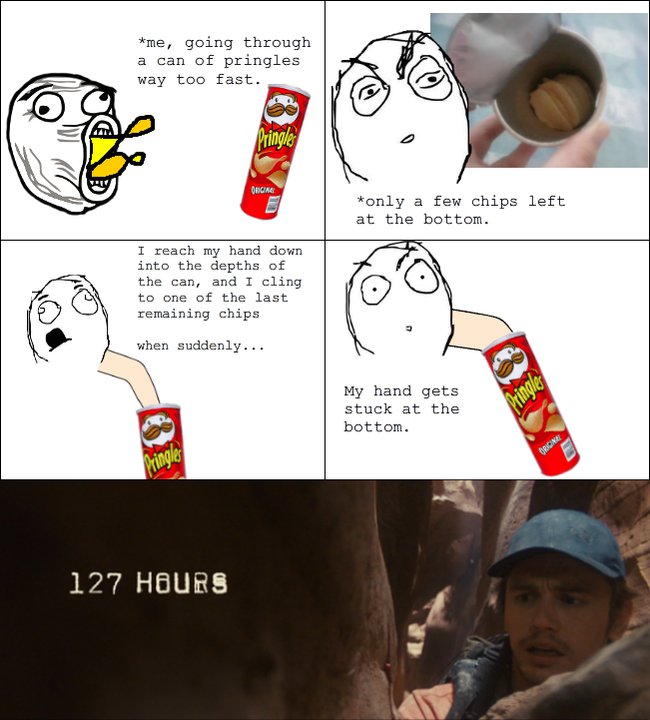 *me, going through
a can of pringles
way too fast.
Pringles
ORIGINAL
*only a few chips left
at the bottom.
I reach my hand down
into the depths of
the can, and I cling
to one of the last
remaining chips
when suddenly...
Pringles
My hand gets
stuck at the
bottom.
Pringles
ORIGINAL
127 HOURS